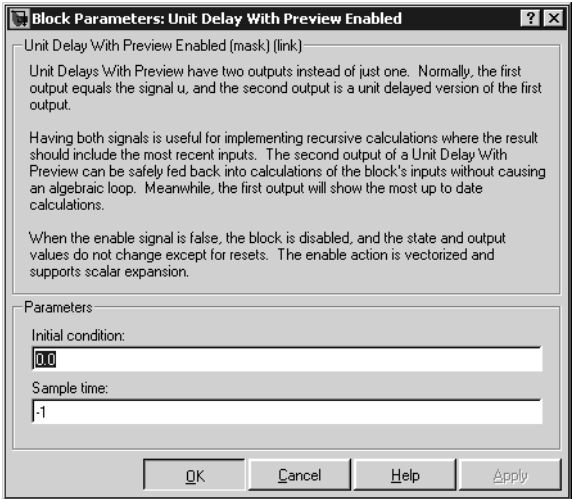 Block Parameters: Unit Delay With Preview Enabled
Unit Delay With Preview Enabled (mask) (link)
Unit Delays With Preview have two outputs instead of just one.  Normally, the first
output equals the signal u, and the second output is a unit delayed version of the first
output.
Having both signals is useful for implementing recursive calculations where the result
should include the most recent inputs.  The second output of a Unit Delay With
Preview can be safely fed back into calculations of the block's inputs without causing
an algebraic loop.  Meanwhile, the first output will show the most up to date
calculations.
When the enable signal is false, the block is disabled, and the state and output
values do not change except for resets.  The enable action is vectorized and
supports scalar expansion.
Parameters
Initial condition:
0.0
Sample time:
-1
OK Cancel Help Apply